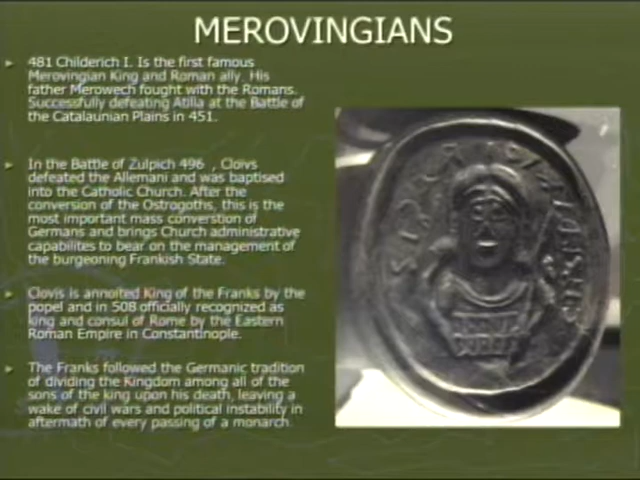 MEROVINGIANS
► 481 Childerich I. Is the first famous
Merovingian King and Roman ally. His
father Merowech fought with the Romans.
Successfully defeating Atilla at the Battle of
the Catalaunian Plains in 451.
► In the Battle of Zulpich 496 , Cloivs
defeated the Allemani and was baptised
into the Catholic Church. After the
conversion of the Ostrogoths, this is the
most important mass converstion of
Germans and brings Church administrative
capabilites to bear on the management of
the burgeoning Frankish State.
► Clovis is annoited King of the Franks by the
popel and in 508 officially recognized as
king and consul of Rome by the Eastern
Roman Empire in Constantinople.
► The Franks followed the Germanic tradition
of dividing the Kingdom among all of the
sons of the king upon his death, leaving a
wake of civil wars and political instability in
aftermath of every passing of a monarch.